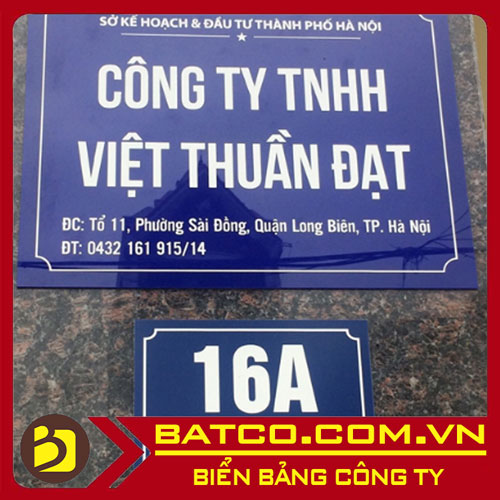 SỞ KẾ HOẠCH & ĐẦU TƯ THÀNH PHỐ HÀ NỘI
CÔNG TY TNHH
VIỆT THUẦN ĐẠT
ĐC: Tổ 11, Phường Sài Đồng, Quận Long Biên, TP. Hà Nội
ĐT: 0432 161 915/14
16A
BATCO.COM.VN
BIỂN BẢNG CÔNG TY